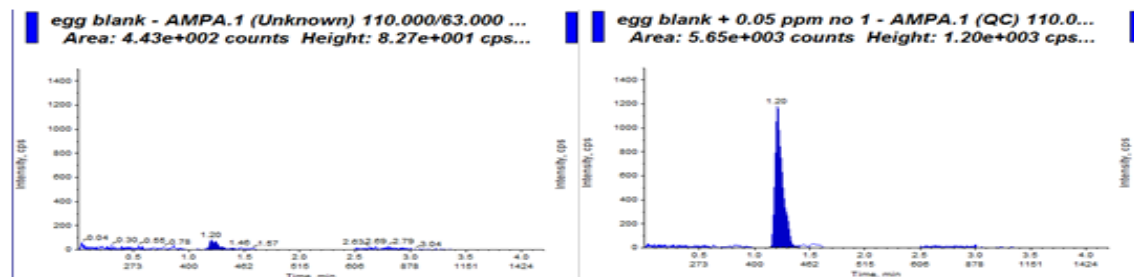 egg blank - AMPA.1 (Unknown) 110.000/63.000 ...
Area: 4.43e+002 counts Height: 8.27e+001 cps...
1400
1200
1000
800
600
400
200
0
Intensity, cps
0.04 0.30 0.55 0.78 1.20 1.46 1.57 2.63 2.69 2.79 3.04
0.5 1.0 1.5 2.0 2.5 3.0 3.5 4.0
273 400 462 515 606 878 1151 1424
Time, min
egg blank + 0.05 ppm no 1 - AMPA.1 (QC) 110.0...
Area: 5.65e+003 counts Height: 1.20e+003 cps...
Intensity, cps
1400
1200
1000
800
600
400
200
0
Intensity, cps
1.20
0.5 1.0 1.5 2.0 2.5 3.0 3.5 4.0
273 400 462 515 606 878 1151 1424
Time, min
Intensity, cps